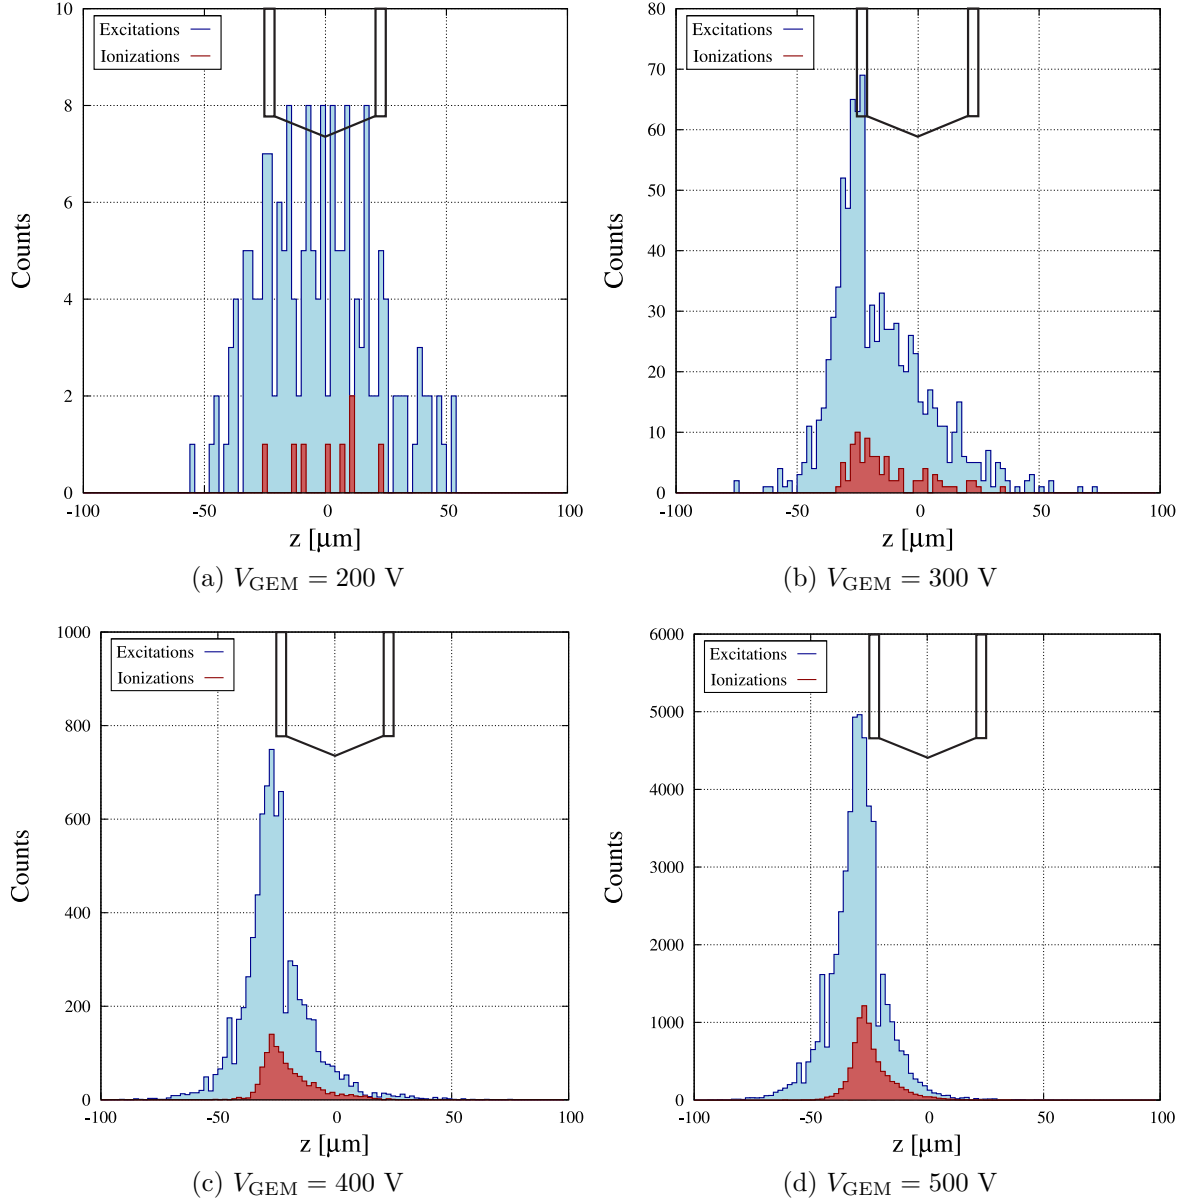 Excitations
Ionizations
Counts
10
8
6
4
2
0
-100
-50
0
50
100
z [μm]
(a) V_GEM = 200 V
Excitations
Ionizations
Counts
80
70
60
50
40
30
20
10
0
-100
-50
0
50
100
z [μm]
(b) V_GEM = 300 V
Excitations
Ionizations
Counts
1000
800
600
400
200
0
-100
-50
0
50
100
z [μm]
(c) V_GEM = 400 V
Excitations
Ionizations
Counts
6000
5000
4000
3000
2000
1000
0
-100
-50
0
50
100
z [μm]
(d) V_GEM = 500 V